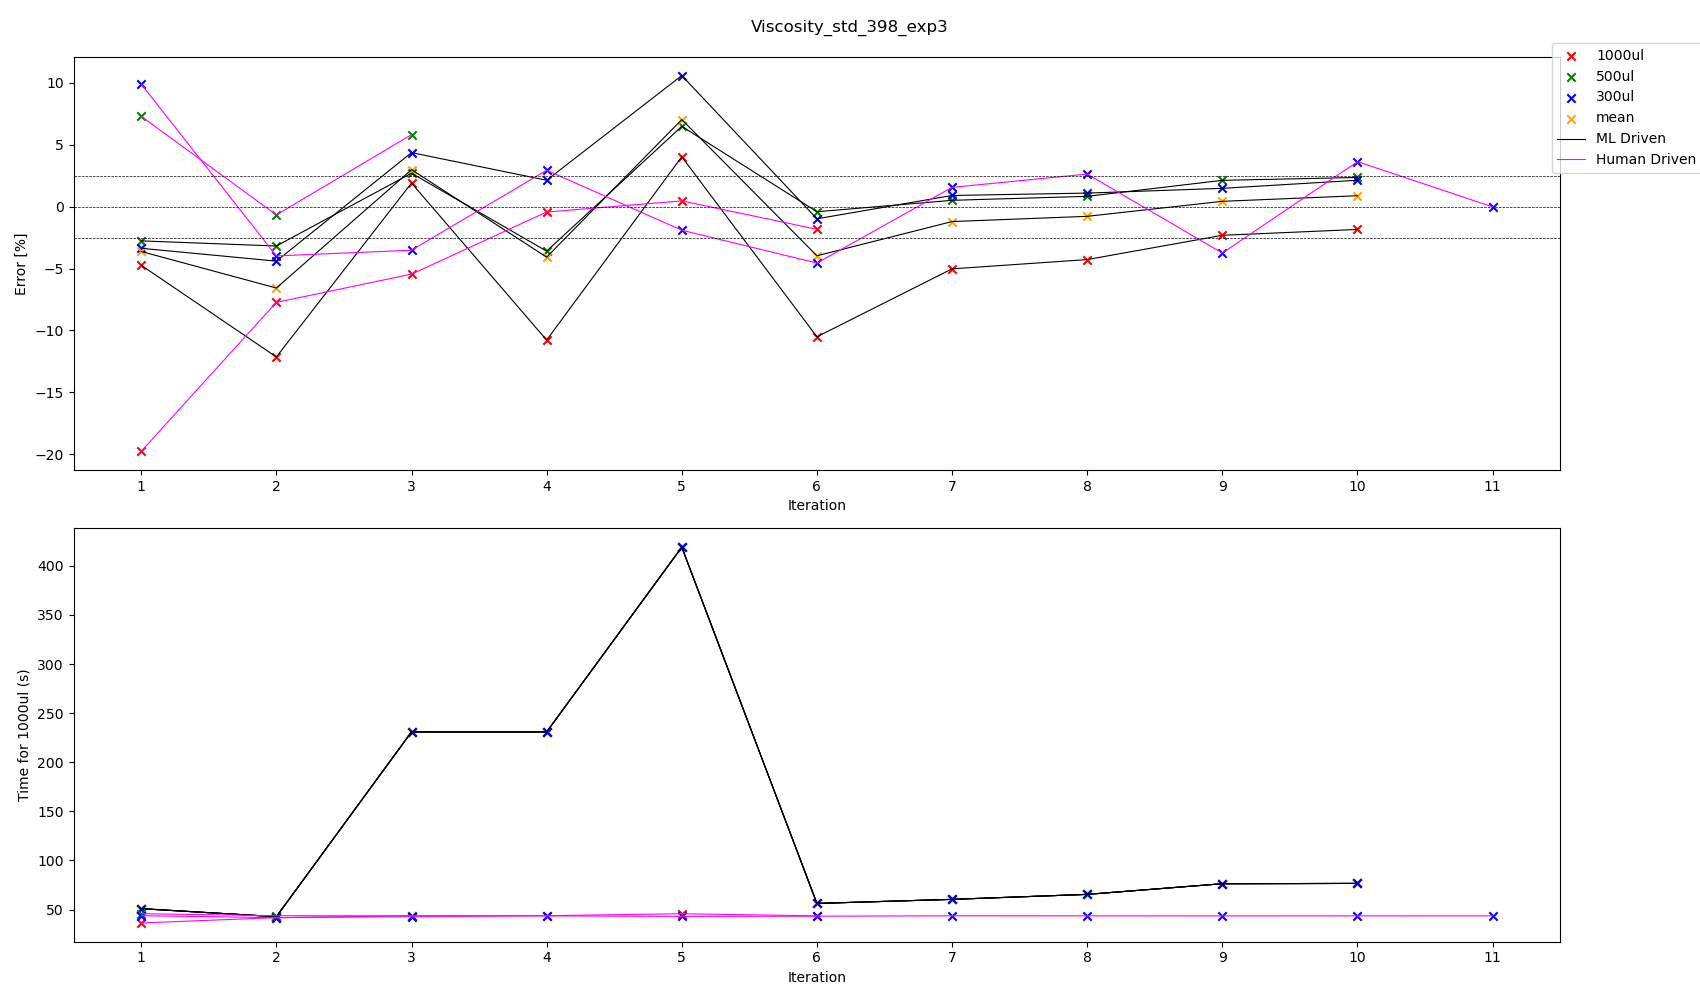 Viscosity_std_398_exp3
1000ul
500ul
300ul
mean
ML Driven
Human Driven
Error [%]
10
5
0
−5
−10
−15
−20
1 2 3 4 5 6 7 8 9 10 11
Iteration
Time for 1000ul (s)
400
350
300
250
200
150
100
50
1 2 3 4 5 6 7 8 9 10 11
Iteration